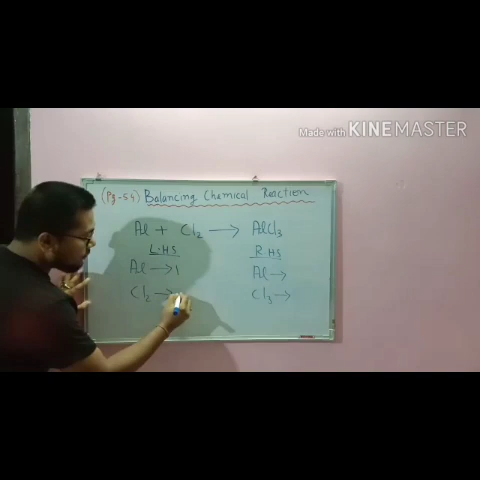 Made with KINEMASTER
(Pg-54) Balancing Chemical Reaction
Al + Cl₂ → AlCl₃
L.H.S R.H.S
Al → 1 Al →
Cl₂ → Cl₃ →